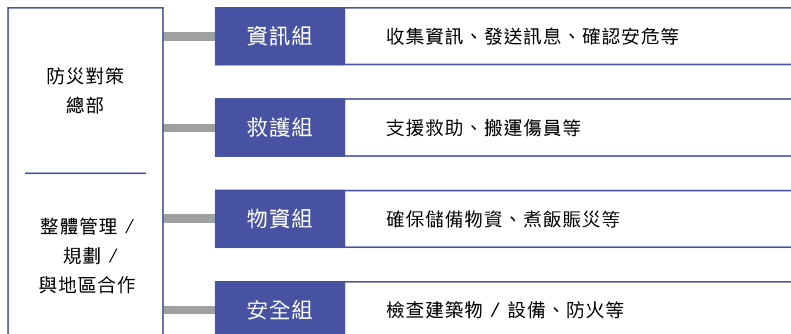 防災對策
總部
整體管理 /
規劃 /
與地區合作
資訊組
收集資訊、發送訊息、確認安危等
救護組
支援救助、搬運傷員等
物資組
確保儲備物資、煮飯賑災等
安全組
檢查建築物 / 設備、防火等